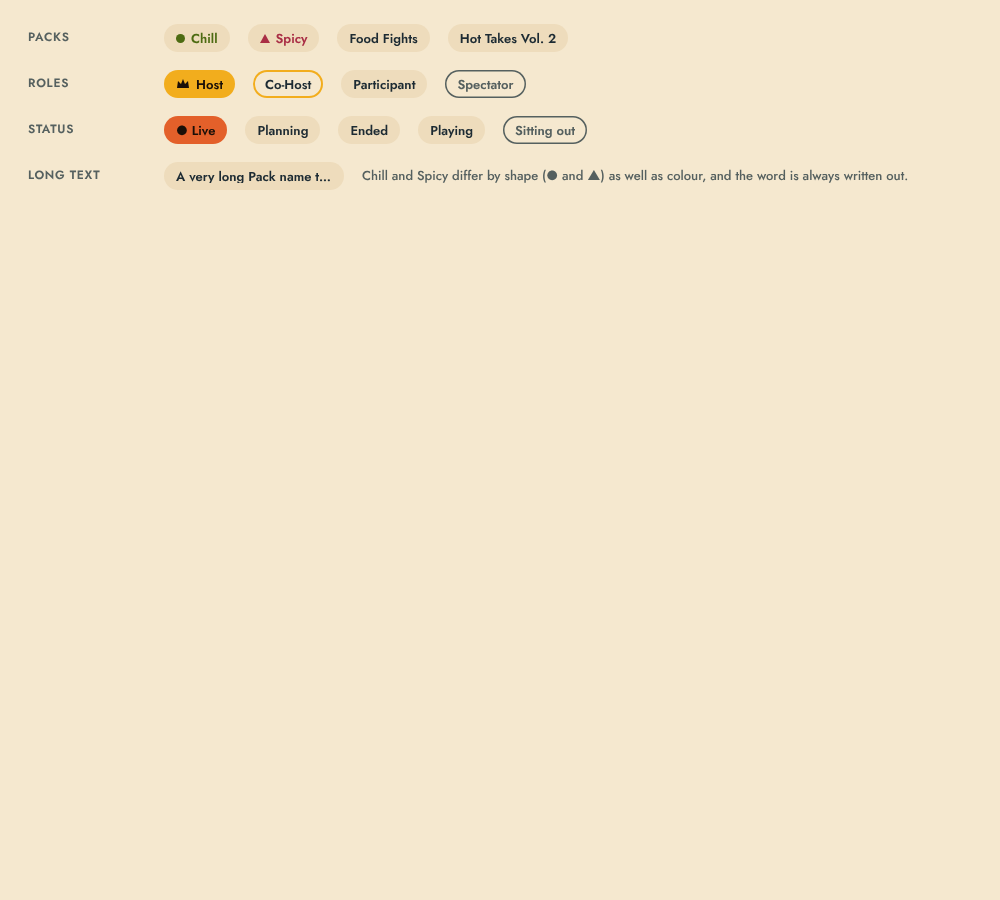 PACKS Chill Spicy Food Fights Hot Takes Vol. 2
ROLES Host Co-Host Participant Spectator
STATUS Live Planning Ended Playing Sitting out
LONG TEXT A very long Pack name t... Chill and Spicy differ by shape (● and ▲) as well as colour, and the word is always written out.